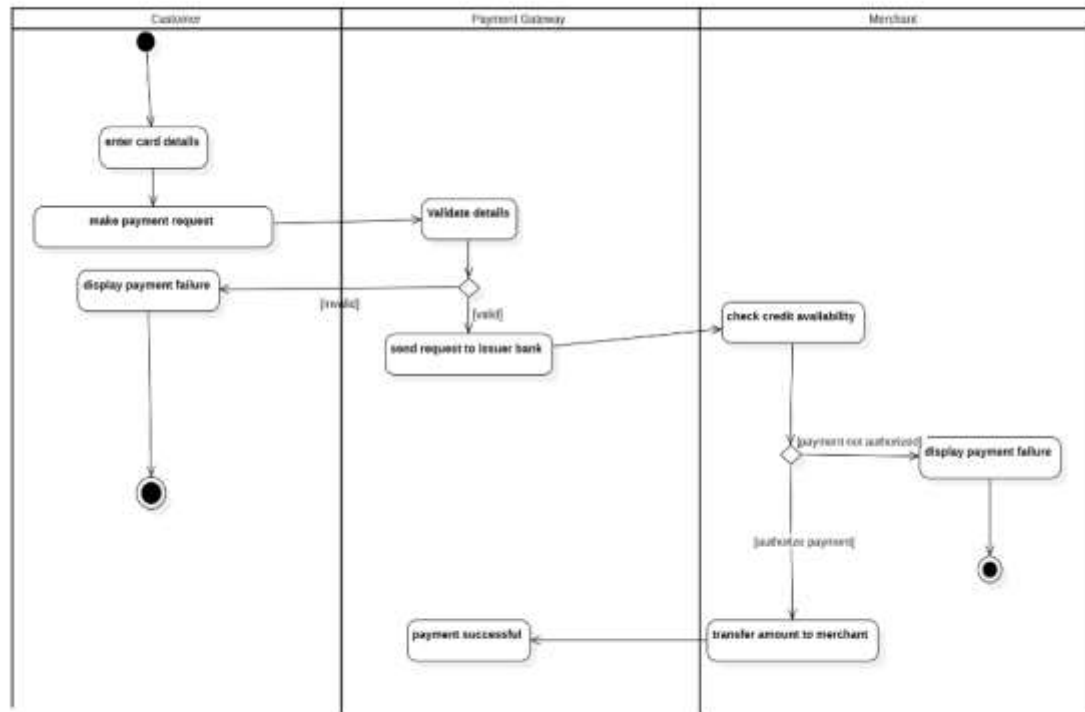 Customer
Payment Gateway
Merchant
enter card details
make payment request
Validate details
display payment failure
[invalid]
[valid]
send request to issuer bank
check credit availability
[payment not authorized]
display payment failure
[authorize payment]
payment successful
transfer amount to merchant